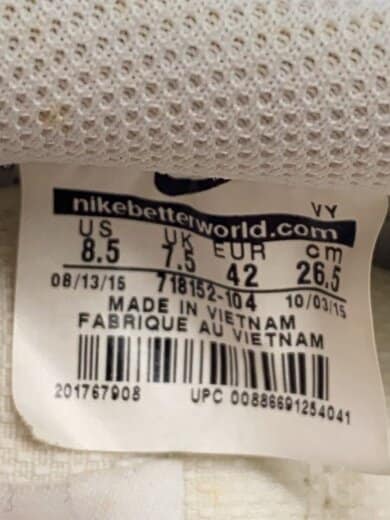 VY
nikebetterworld.com
US UK EUR cm
8.5 7.5 42 26.5
08/13/15 718152-104 10/03/15
MADE IN VIETNAM
FABRIQUE AU VIETNAM
201767908 UPC 00886691254041